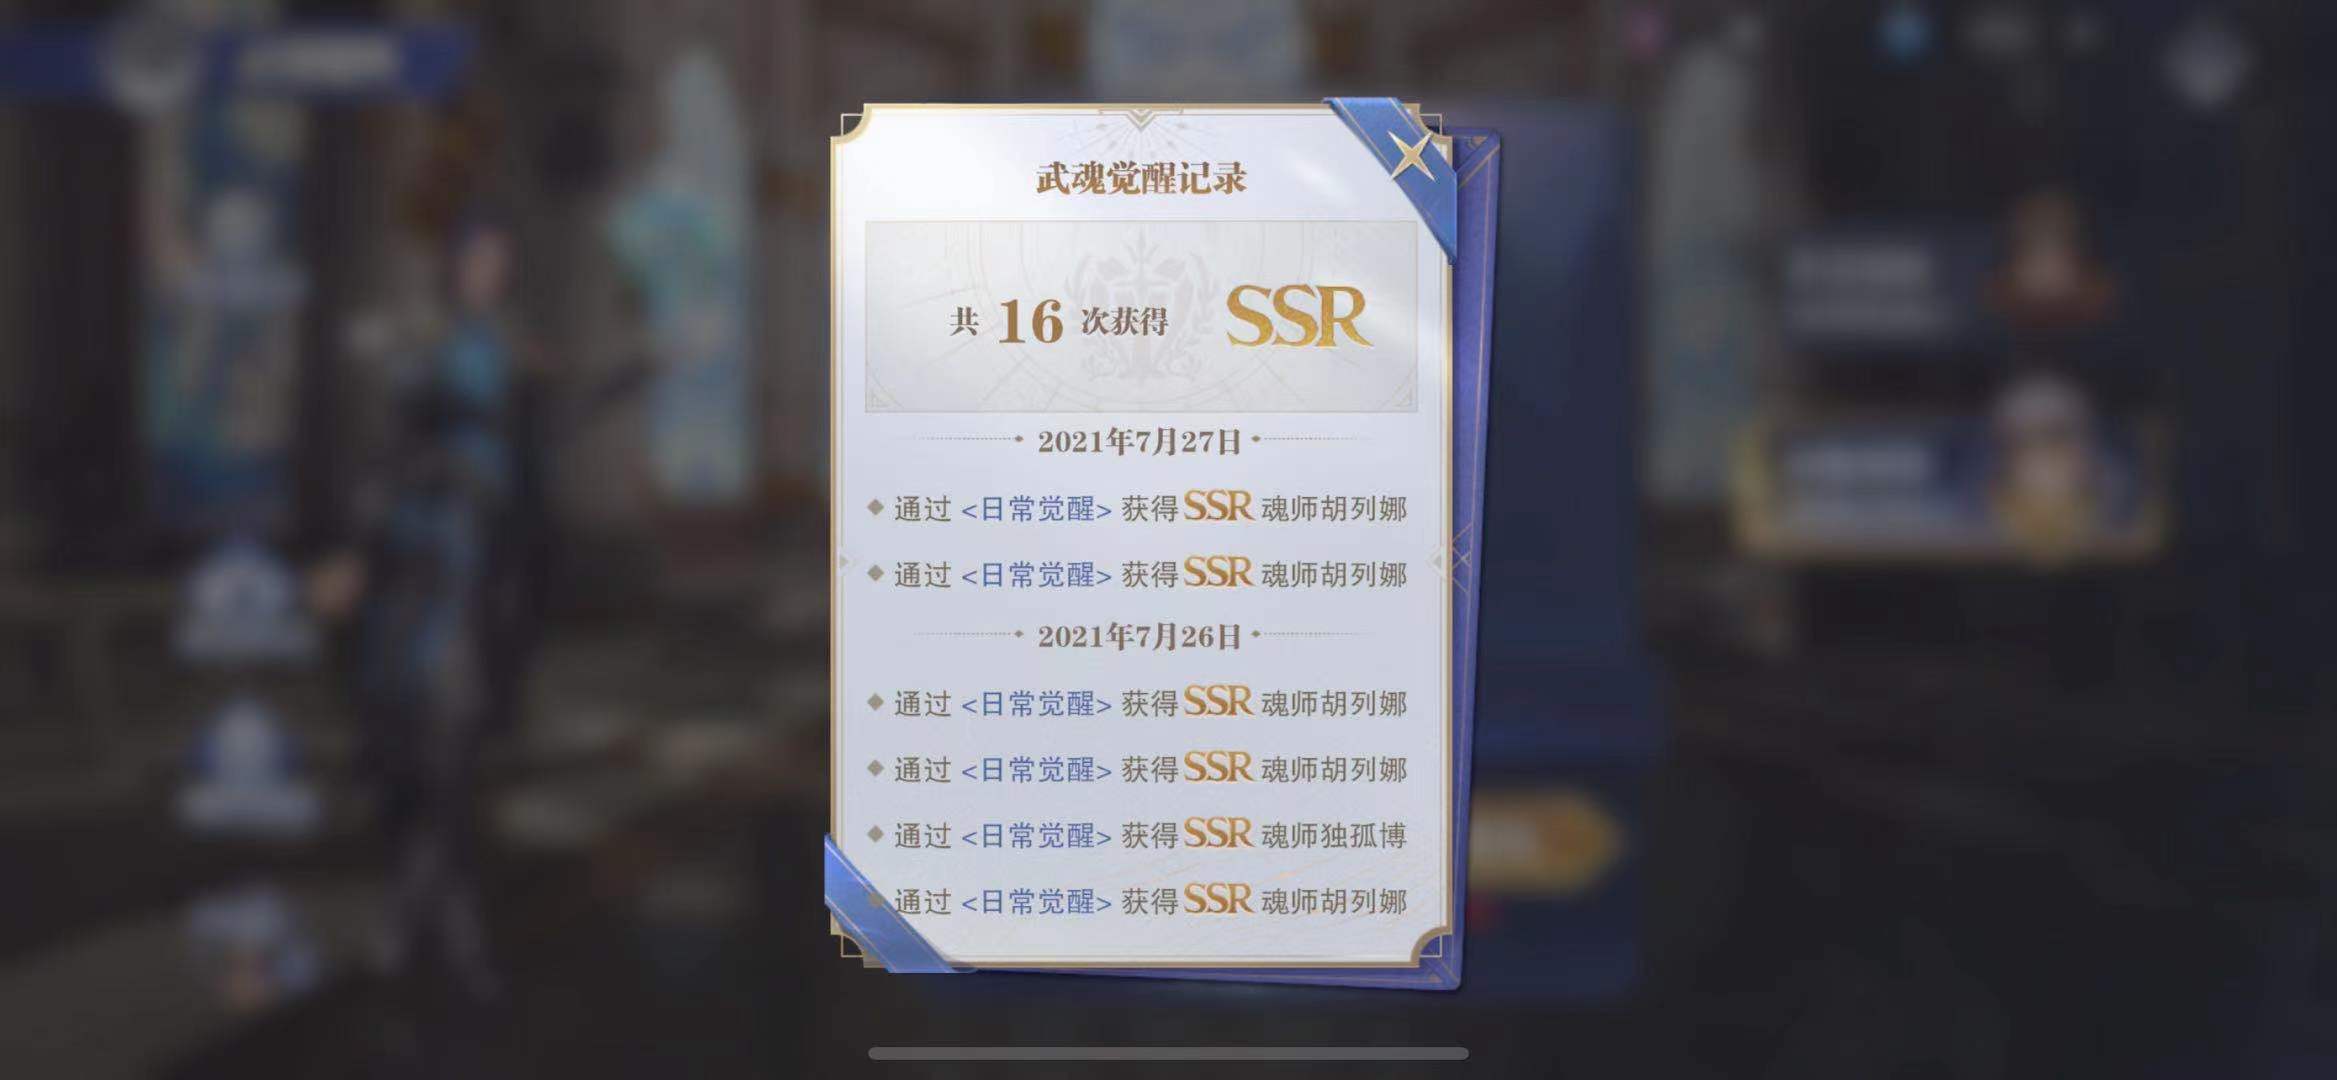 武魂觉醒记录
共 16 次获得 SSR
2021年7月27日
通过 <日常觉醒> 获得 SSR 魂师胡列娜
通过 <日常觉醒> 获得 SSR 魂师胡列娜
2021年7月26日
通过 <日常觉醒> 获得 SSR 魂师胡列娜
通过 <日常觉醒> 获得 SSR 魂师胡列娜
通过 <日常觉醒> 获得 SSR 魂师独孤博
通过 <日常觉醒> 获得 SSR 魂师胡列娜